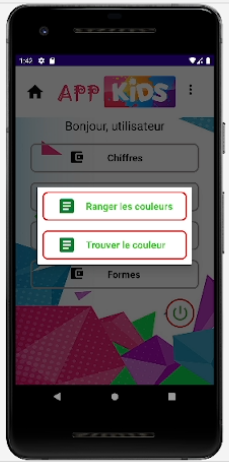 1:42
APP KiDS
Bonjour, utilisateur
Chiffres
Ranger les couleurs
Trouver le couleur
Formes